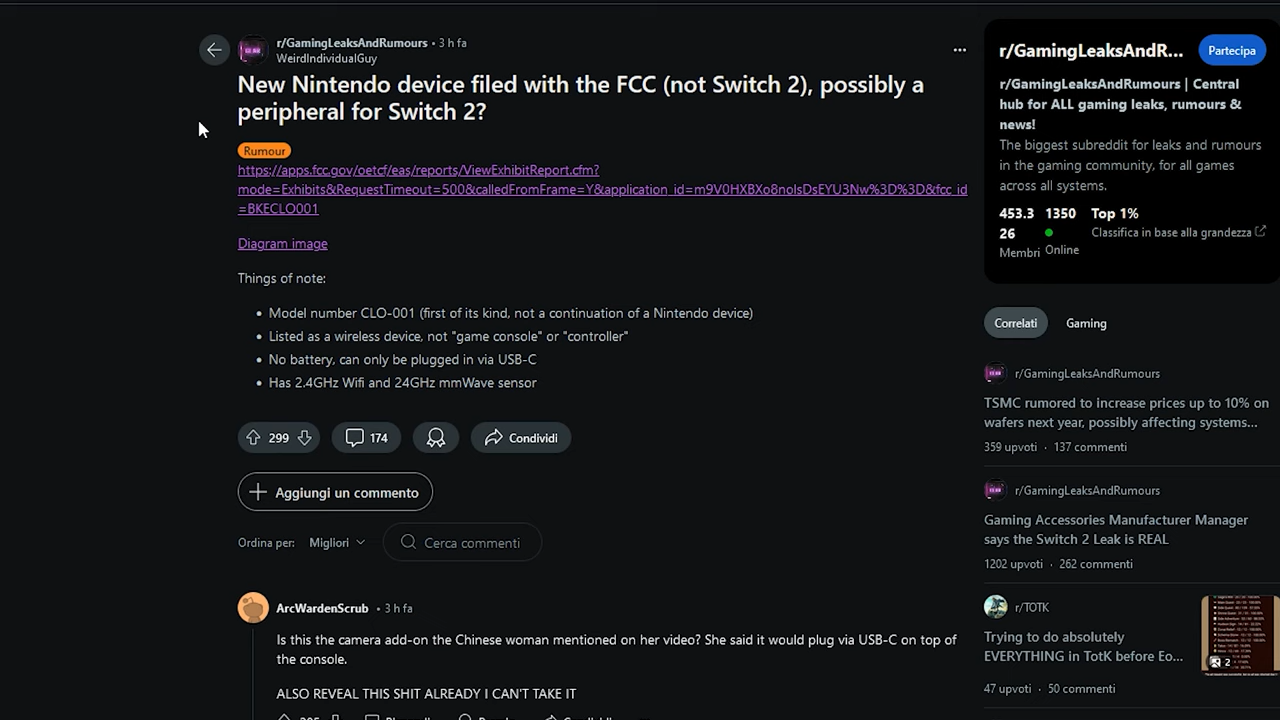 r/GamingLeaksAndRumours • 3 h fa
WeirdIndividualGuy
New Nintendo device filed with the FCC (not Switch 2), possibly a
peripheral for Switch 2?
Rumour
https://apps.fcc.gov/oetcf/eas/reports/ViewExhibitReport.cfm?
mode=Exhibits&RequestTimeout=500&calledFromFrame=Y&application_id=m9V0HXBXo8noIsDsEYU3Nw%3D%3D&fcc_id
=BKECLO001
Diagram image
Things of note:
• Model number CLO-001 (first of its kind, not a continuation of a Nintendo device)
• Listed as a wireless device, not "game console" or "controller"
• No battery, can only be plugged in via USB-C
• Has 2.4GHz Wifi and 24GHz mmWave sensor
299
174
Condividi
Aggiungi un commento
Ordina per: Migliori
Cerca commenti
ArcWardenScrub • 3 h fa
Is this the camera add-on the Chinese woman mentioned on her video? She said it would plug via USB-C on top of
the console.
ALSO REVEAL THIS SHIT ALREADY I CAN'T TAKE IT
r/GamingLeaksAndR...
Partecipa
r/GamingLeaksAndRumours | Central
hub for ALL gaming leaks, rumours &
news!
The biggest subreddit for leaks and rumours
in the gaming community, for all games
across all systems.
453.3 1350 Top 1%
26 Classifica in base alla grandezza
Membri Online
Correlati
Gaming
r/GamingLeaksAndRumours
TSMC rumored to increase prices up to 10% on
wafers next year, possibly affecting systems...
359 upvoti • 137 commenti
r/GamingLeaksAndRumours
Gaming Accessories Manufacturer Manager
says the Switch 2 Leak is REAL
1202 upvoti • 262 commenti
r/TOTK
Trying to do absolutely
EVERYTHING in TotK before Eo...
2
47 upvoti • 50 commenti